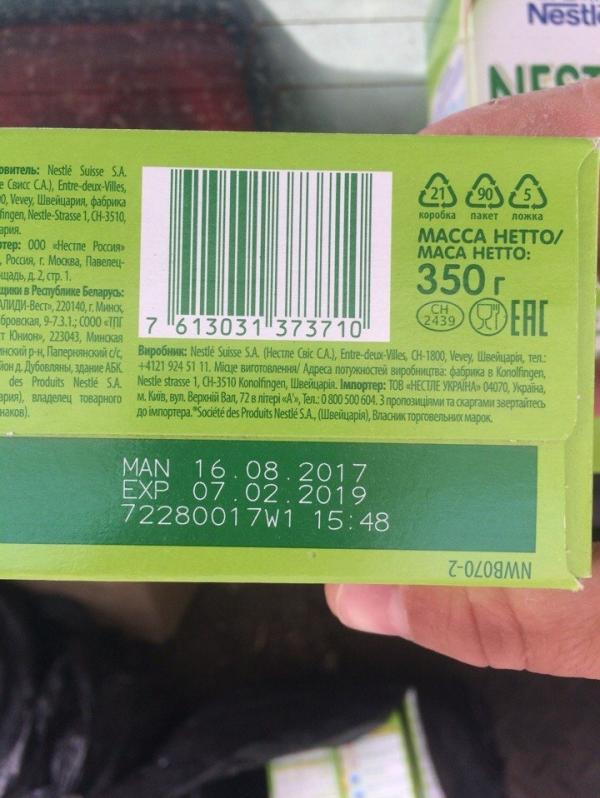 Nestlé
NEST
овитель: Nestlé Suisse S.A.
е Свисс С.А.), Entre-deux-Villes,
00, Vevey, Швейцария, фабрика
fingen, Nestle-Strasse 1, CH-3510,
ария.
ртер: ООО «Нестле Россия»
, Россия, г. Москва, Павелец-
щадь, д. 2, стр. 1.
щики в Республике Беларусь:
АЛИДИ-Вест», 220140, г. Минск,
бровская, 9-7.3.1.; СООО «ТПГ
т Юнион», 223043, Минская
инский р-н, Папернянский с/с,
йон д. Дубовляны, здание АБК.
des Produits Nestlé S.A.
ария), владелец товарного
наков).
7 613031 373710
21 90 5
коробка пакет ложка
МАССА НЕТТО/
МАСА НЕТТО:
350 г
CH
2439
EAC
Виробник: Nestlé Suisse S.A. (Нестле Свіс С.А.), Entre-deux-Villes, CH-1800, Vevey, Швейцарія, тел.:
+4121 924 51 11. Місце виготовлення/ Адреса потужностей виробництва: фабрика в Konolfingen,
Nestle strasse 1, CH-3510 Konolfingen, Швейцарія. Імпортер: ТОВ «НЕСТЛЕ УКРАЇНА» 04070, Україна,
м. Київ, вул. Верхній Вал, 72 в літері «А», Тел.: 0 800 500 604. З пропозиціями та скаргами звертайтесь
до імпортера.*Société des Produits Nestlé S.A., (Швейцарія), Власник торговельних марок.
MAN 16.08.2017
EXP 07.02.2019
72280017W1 15:48
NWB070-2